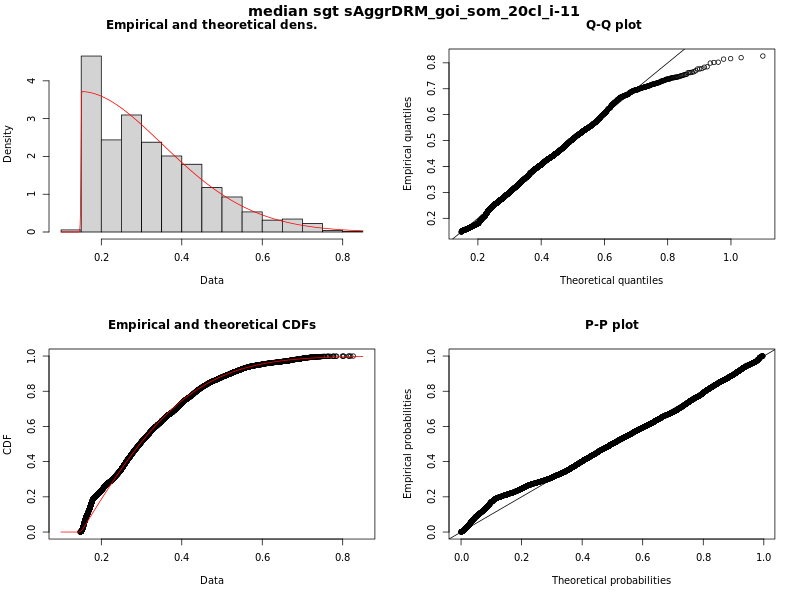 median sgt sAggrDRM_goi_som_20cl_i-11
Empirical and theoretical dens.
Density
0 1 2 3 4
0.2 0.4 0.6 0.8
Data
Q-Q plot
Empirical quantiles
0.2 0.3 0.4 0.5 0.6 0.7 0.8
0.2 0.4 0.6 0.8 1.0
Theoretical quantiles
Empirical and theoretical CDFs
CDF
0.0 0.2 0.4 0.6 0.8 1.0
0.2 0.4 0.6 0.8
Data
P-P plot
Empirical probabilities
0.0 0.2 0.4 0.6 0.8 1.0
0.0 0.2 0.4 0.6 0.8 1.0
Theoretical probabilities